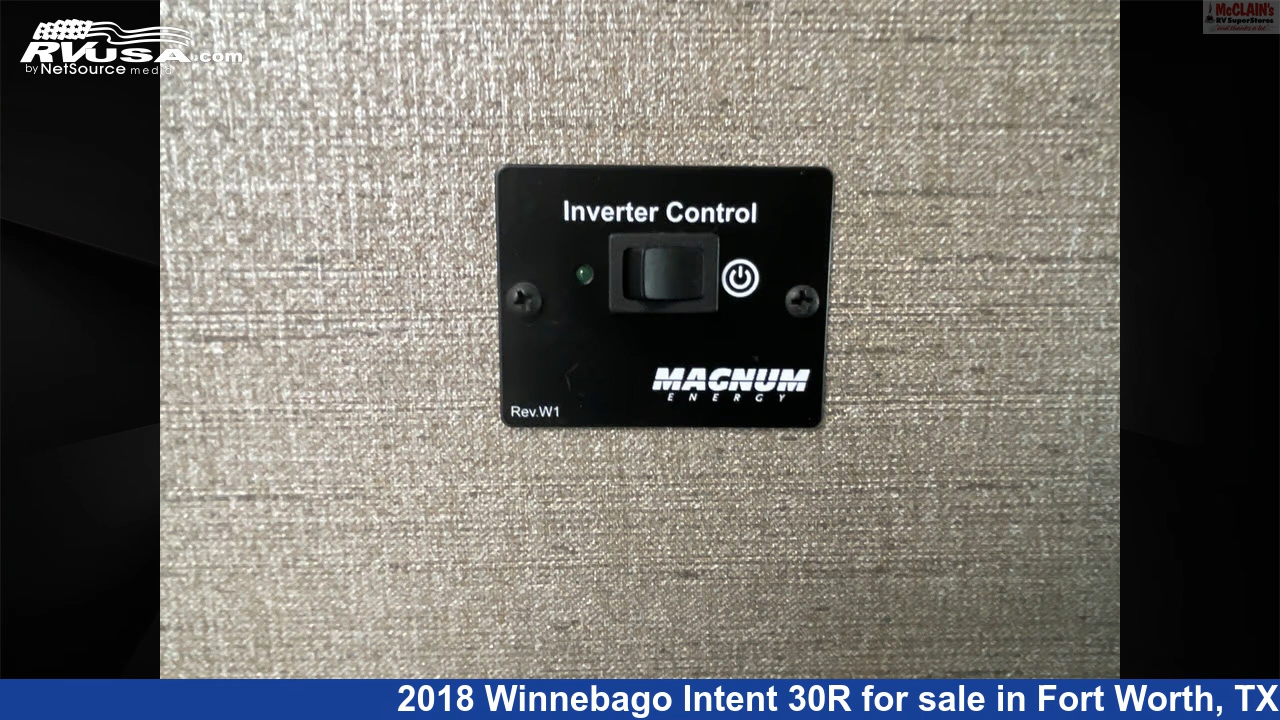 RVUSA.com
by NetSource media
McCLAIN's
RV SuperStores
Inverter Control
MAGNUM
ENERGY
Rev.W1
2018 Winnebago Intent 30R for sale in Fort Worth, TX